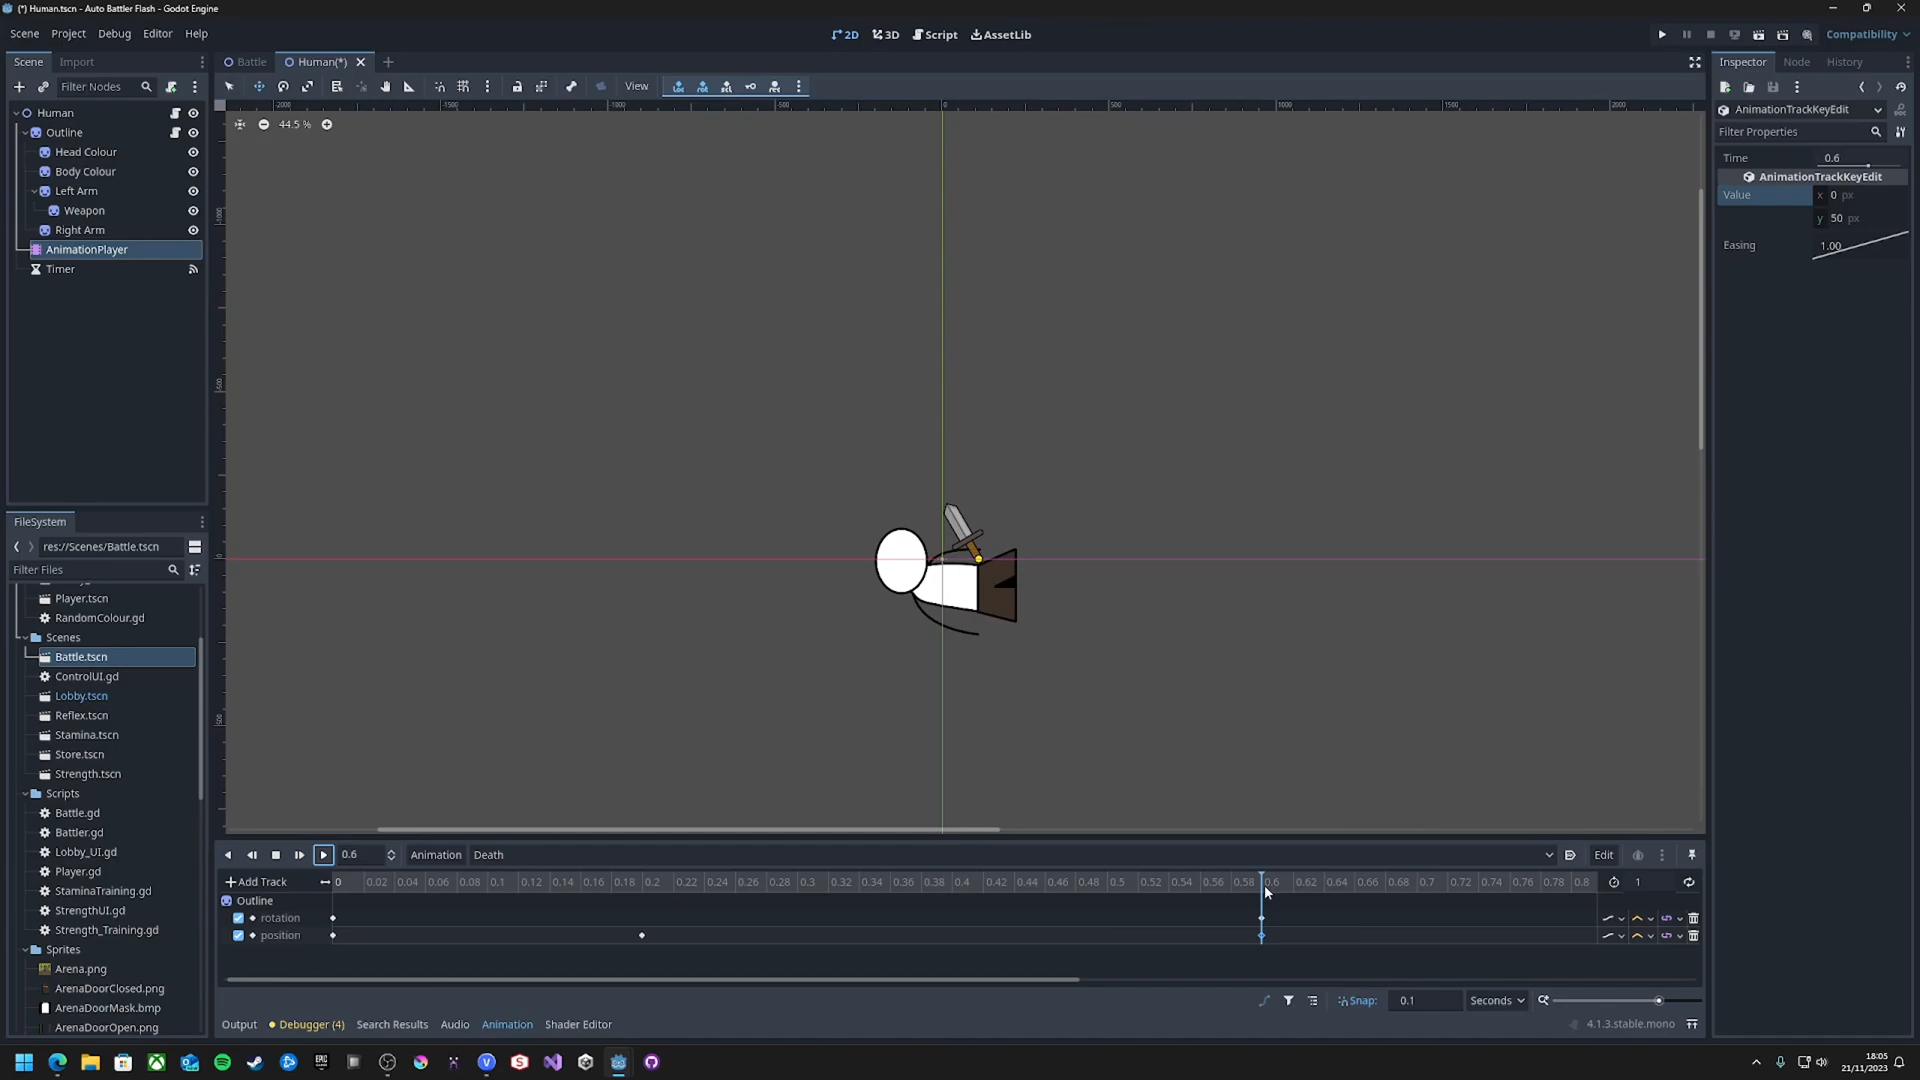 (*) Human.tscn - Auto Battler Flash - Godot Engine
Scene Project Debug Editor Help
2D 3D Script AssetLib
Compatibility
Scene Import
Battle Human(*)
Inspector Node History
Filter Nodes
View
AnimationTrackKeyEdit
Filter Properties
44.5 %
Human
Outline
Head Colour
Body Colour
Left Arm
Weapon
Right Arm
AnimationPlayer
Timer
Time 0.6
AnimationTrackKeyEdit
Value x 0 px
y 50 px
Easing 1.00
FileSystem
res://Scenes/Battle.tscn
Filter Files
Player.tscn
RandomColour.gd
Scenes
Battle.tscn
ControlUI.gd
Lobby.tscn
Reflex.tscn
Stamina.tscn
Store.tscn
Strength.tscn
Scripts
Battle.gd
Battler.gd
Lobby_UI.gd
Player.gd
StaminaTraining.gd
StrengthUI.gd
Strength_Training.gd
Sprites
Arena.png
ArenaDoorClosed.png
ArenaDoorMask.bmp
ArenaDoorOpen.png
0.6 Animation Death Edit
Add Track 0 0.02 0.04 0.06 0.08 0.1 0.12 0.14 0.16 0.18 0.2 0.22 0.24 0.26 0.28 0.3 0.32 0.34 0.36 0.38 0.4 0.42 0.44 0.46 0.48 0.5 0.52 0.54 0.56 0.58 0.6 0.62 0.64 0.66 0.68 0.7 0.72 0.74 0.76 0.78 0.8 1
Outline
rotation
position
Snap: 0.1 Seconds
Output Debugger (4) Search Results Audio Animation Shader Editor
4.1.3.stable.mono
18:05
21/11/2023